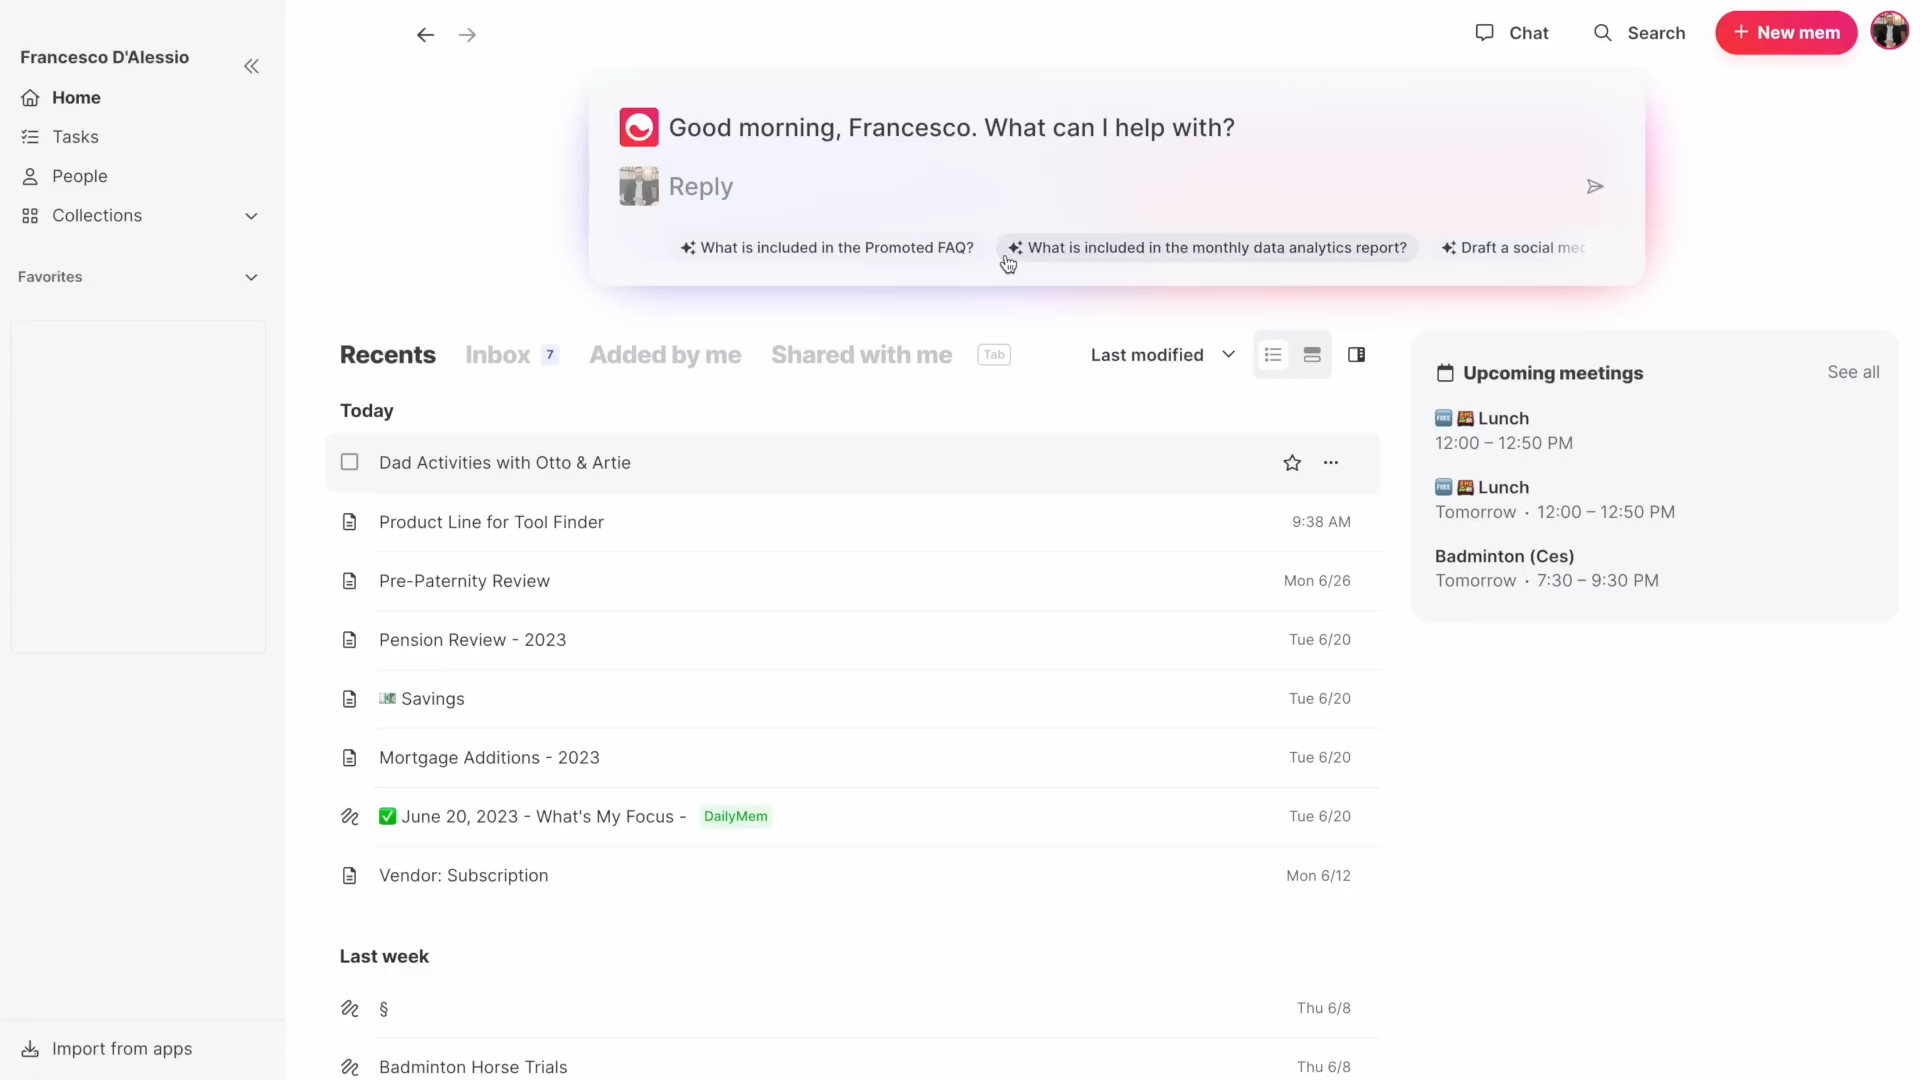 Francesco D'Alessio
Home
Tasks
People
Collections
Favorites
Import from apps
Chat
Search
+ New mem
Good morning, Francesco. What can I help with?
Reply
What is included in the Promoted FAQ?
What is included in the monthly data analytics report?
Draft a social mec
Recents
Inbox 7
Added by me
Shared with me
Tab
Last modified
Today
Dad Activities with Otto & Artie
Product Line for Tool Finder 9:38 AM
Pre-Paternity Review Mon 6/26
Pension Review - 2023 Tue 6/20
💵 Savings Tue 6/20
Mortgage Additions - 2023 Tue 6/20
✅ June 20, 2023 - What's My Focus - DailyMem Tue 6/20
Vendor: Subscription Mon 6/12
Last week
§ Thu 6/8
Badminton Horse Trials Thu 6/8
Upcoming meetings
See all
🆓 🍱 Lunch
12:00 – 12:50 PM
🆓 🍱 Lunch
Tomorrow · 12:00 – 12:50 PM
Badminton (Ces)
Tomorrow · 7:30 – 9:30 PM